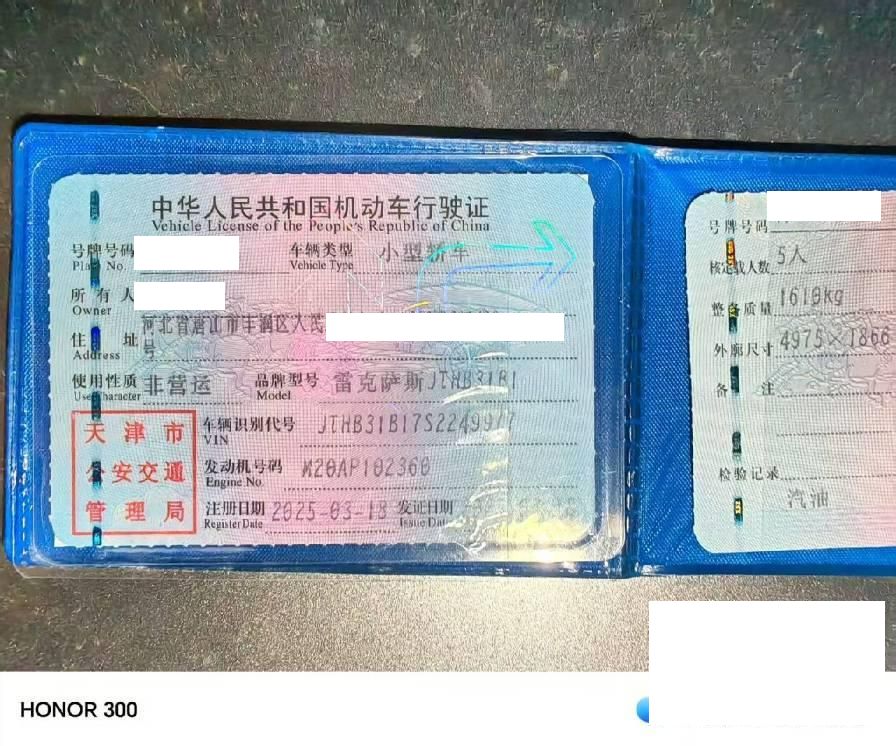 中华人民共和国机动车行驶证
Vehicle License of the People's Republic of China
号牌号码
Plate No.
车辆类型 小型轿车
Vehicle Type
所有人
Owner
住址 河北省唐山市丰润区人民
号
Address
使用性质 非营运 品牌型号 雷克萨斯JTHB31B1
Use Character Model
车辆识别代号 JTHB31B17S2249977
VIN
发动机号码 M20AP102360
Engine No.
注册日期 2025-03-18 发证日期
Register Date Issue Date
天津市
公安交通
管理局
号牌号码
核定载人数 5人
整备质量 1610kg
外廓尺寸 4975×1866
备注
检验记录
汽油
HONOR 300